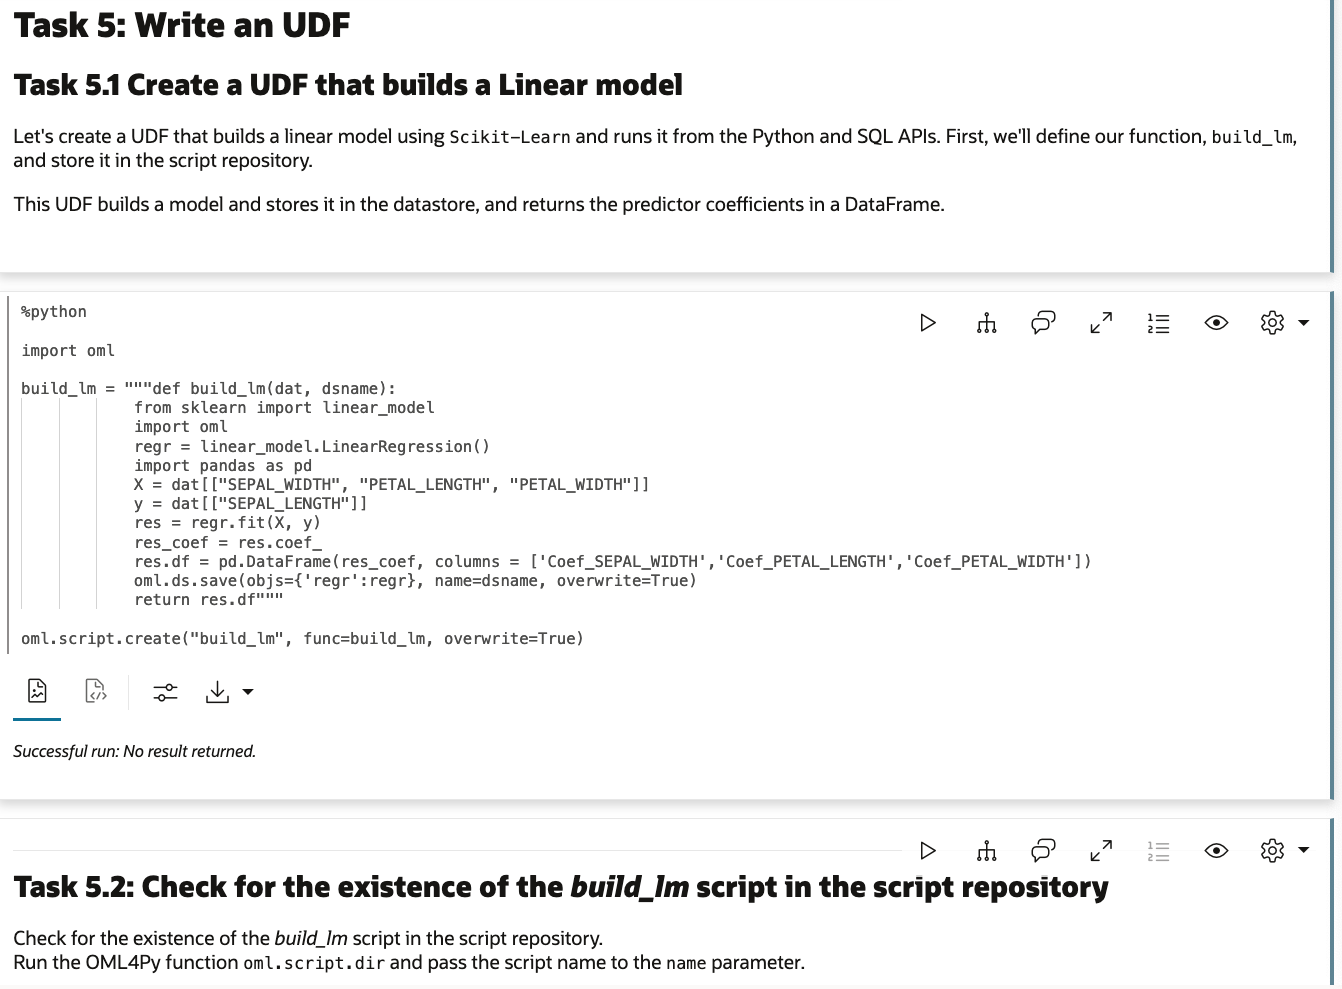 Task 5: Write an UDF
Task 5.1 Create a UDF that builds a Linear model
Let's create a UDF that builds a linear model using Scikit-Learn and runs it from the Python and SQL APIs. First, we'll define our function, build_lm,
and store it in the script repository.
This UDF builds a model and stores it in the datastore, and returns the predictor coefficients in a DataFrame.
%python
import oml
build_lm = """def build_lm(dat, dsname):
from sklearn import linear_model
import oml
regr = linear_model.LinearRegression()
import pandas as pd
X = dat[["SEPAL_WIDTH", "PETAL_LENGTH", "PETAL_WIDTH"]]
y = dat[["SEPAL_LENGTH"]]
res = regr.fit(X, y)
res_coef = res.coef_
res.df = pd.DataFrame(res_coef, columns = ['Coef_SEPAL_WIDTH','Coef_PETAL_LENGTH','Coef_PETAL_WIDTH'])
oml.ds.save(objs={'regr':regr}, name=dsname, overwrite=True)
return res.df"""
oml.script.create("build_lm", func=build_lm, overwrite=True)
Successful run: No result returned.
Task 5.2: Check for the existence of the build_lm script in the script repository
Check for the existence of the build_lm script in the script repository.
Run the OML4Py function oml.script.dir and pass the script name to the name parameter.